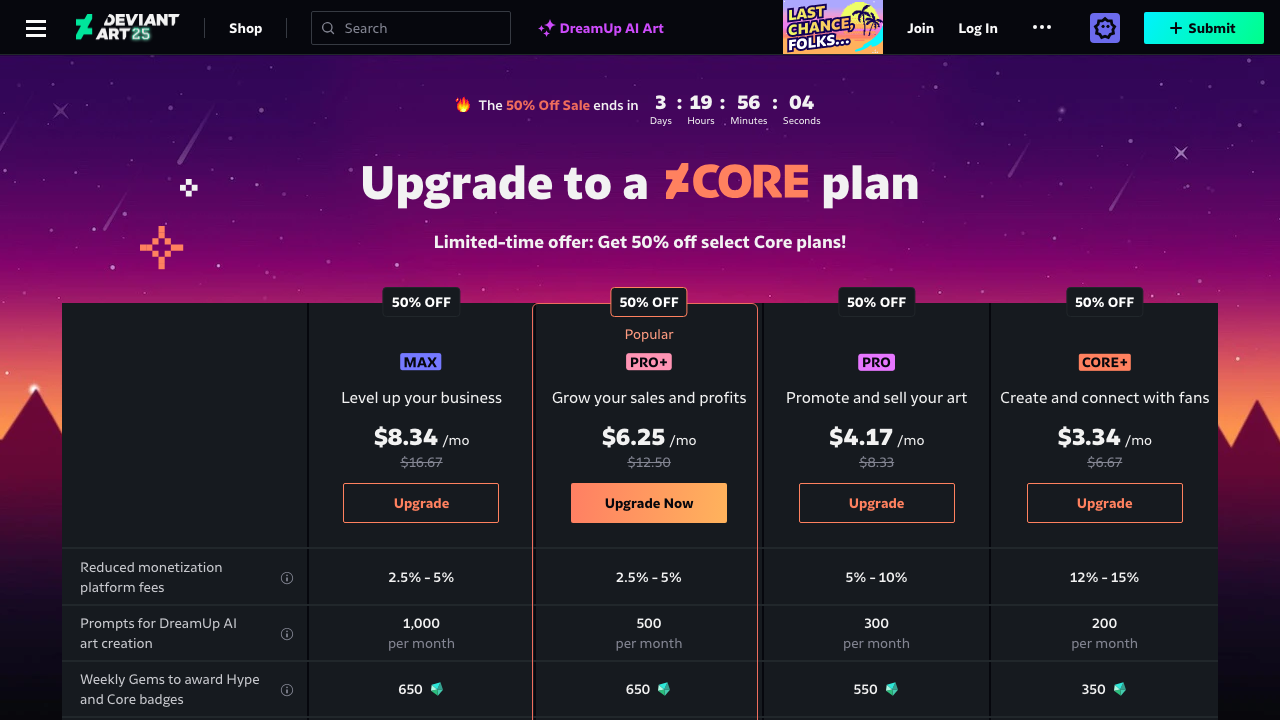 DEVIANT
ART 25
Shop
Search
DreamUp AI Art
LAST
CHANCE,
FOLKS...
Join
Log In
Submit
The 50% Off Sale ends in
3 : 19 : 56 : 04
Days Hours Minutes Seconds
Upgrade to a CORE plan
Limited-time offer: Get 50% off select Core plans!
50% OFF
50% OFF
50% OFF
50% OFF
Popular
MAX
PRO+
PRO
CORE+
Level up your business
Grow your sales and profits
Promote and sell your art
Create and connect with fans
$8.34 /mo
$6.25 /mo
$4.17 /mo
$3.34 /mo
$16.67
$12.50
$8.33
$6.67
Upgrade
Upgrade Now
Upgrade
Upgrade
Reduced monetization
platform fees
2.5% - 5%
2.5% - 5%
5% - 10%
12% - 15%
Prompts for DreamUp AI
art creation
1,000
per month
500
per month
300
per month
200
per month
Weekly Gems to award Hype
and Core badges
650
650
550
350